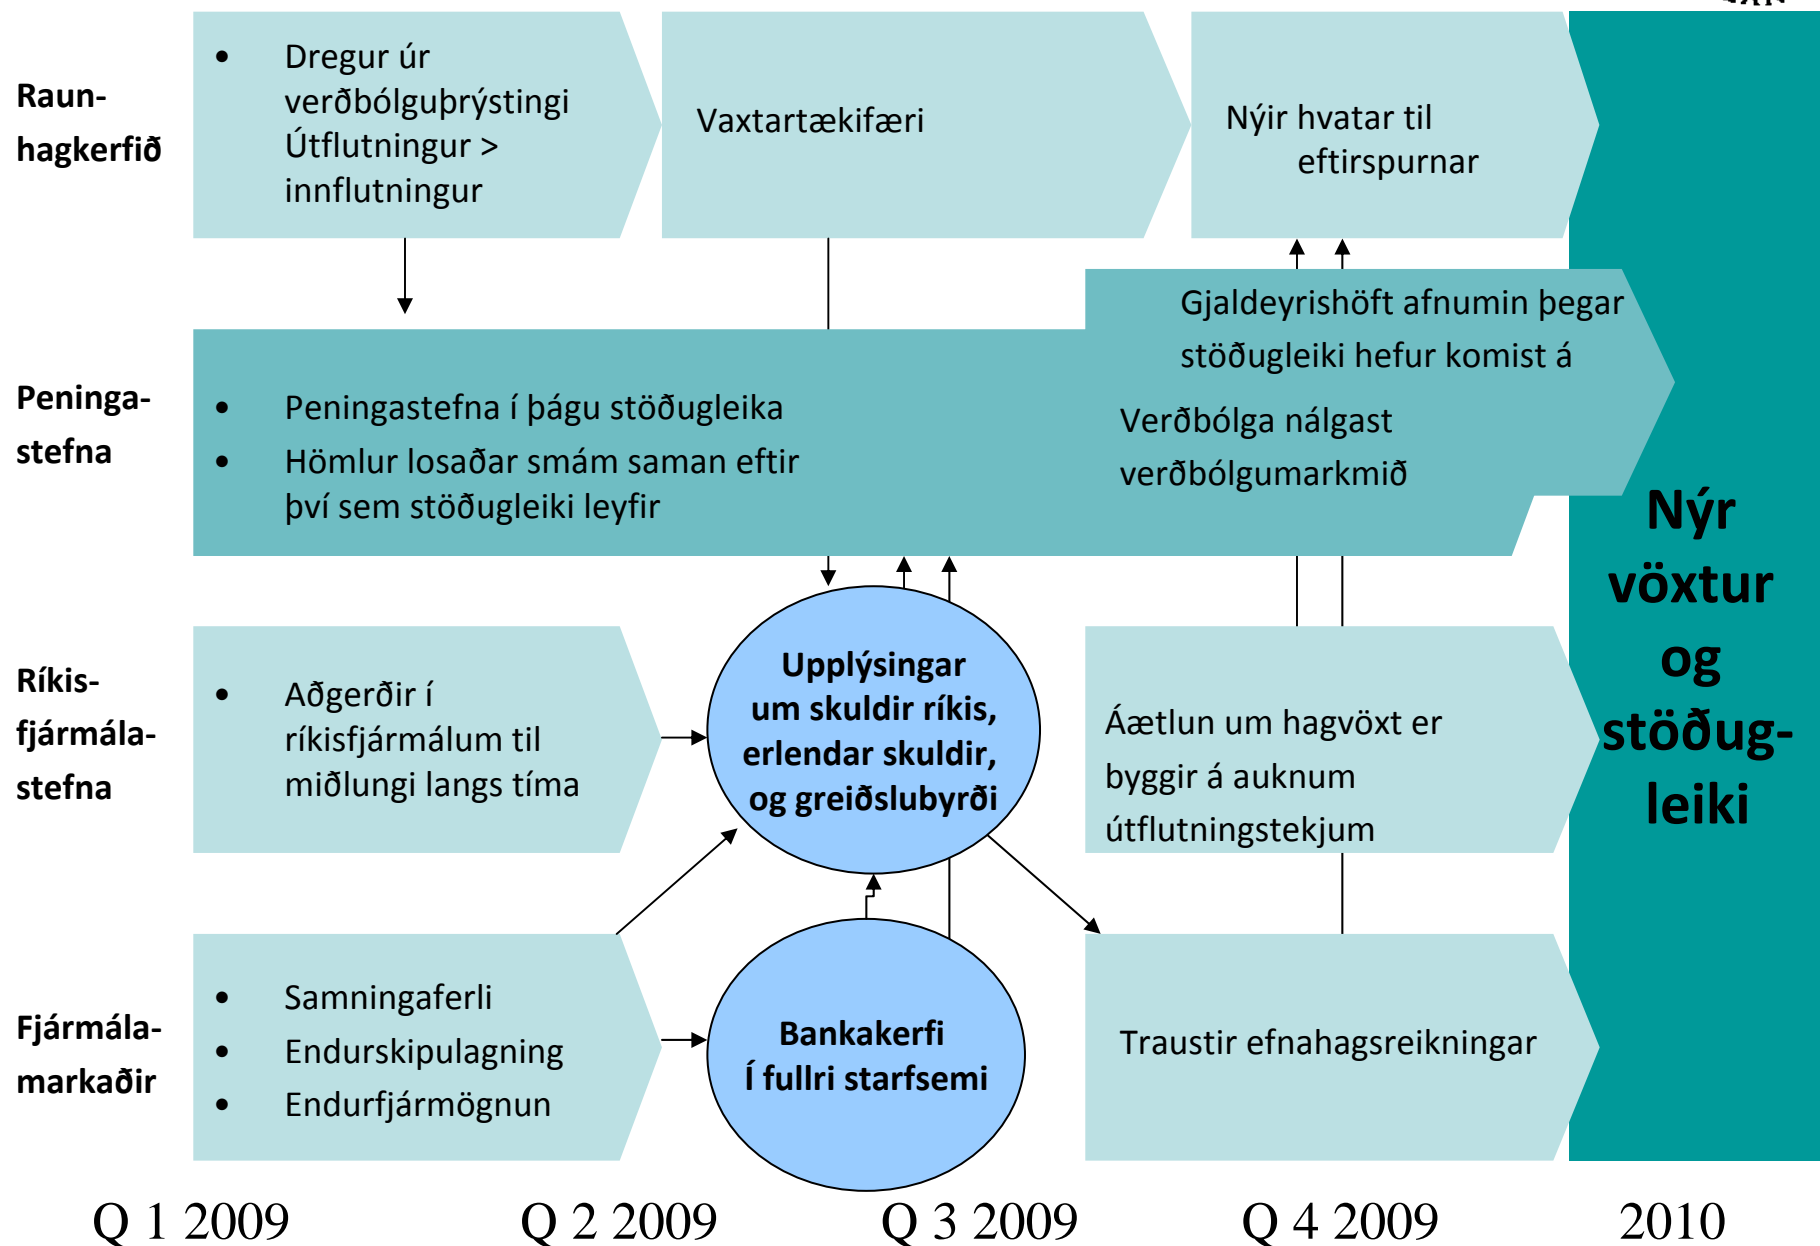 Raun-
hagkerfið
• Dregur úr
verðbólguþrýstingi
Útflutningur >
innflutningur
Vaxtartækifæri
Nýir hvatar til
eftirspurnar
Peninga-
stefna
• Peningastefna í þágu stöðugleika
• Hömlur losaðar smám saman eftir
því sem stöðugleiki leyfir
Gjaldeyrishöft afnumin þegar
stöðugleiki hefur komist á
Verðbólga nálgast
verðbólgumarkmið
Ríkis-
fjármála-
stefna
• Aðgerðir í
ríkisfjármálum til
miðlungi langs tíma
Upplýsingar
um skuldir ríkis,
erlendar skuldir,
og greiðslubyrði
Áætlun um hagvöxt er
byggir á auknum
útflutningstekjum
Fjármála-
markaðir
• Samningaferli
• Endurskipulagning
• Endurfjármögnun
Bankakerfi
Í fullri starfsemi
Traustir efnahagsreikningar
Nýr
vöxtur
og
stöðug-
leiki
Q 1 2009
Q 2 2009
Q 3 2009
Q 4 2009
2010